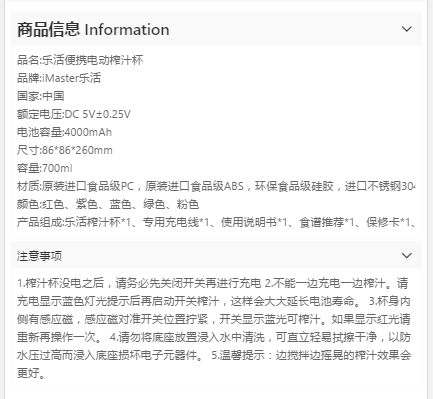 商品信息 Information
品名:乐活便携电动榨汁杯
品牌:iMaster乐活
国家:中国
额定电压:DC 5V±0.25V
电池容量:4000mAh
尺寸:86*86*260mm
容量:700ml
材质:原装进口食品级PC，原装进口食品级ABS，环保食品级硅胶，进口不锈钢304
颜色:红色、紫色、蓝色、绿色、粉色
产品组成:乐活榨汁杯*1、专用充电线*1、使用说明书*1、食谱推荐*1、保修卡*1、
注意事项
1.榨汁杯没电之后，请务必先关闭开关再进行充电 2.不能一边充电一边榨汁。请
充电显示蓝色灯光提示后再启动开关榨汁，这样会大大延长电池寿命。 3.杯身内
侧有感应磁，感应磁对准开关位置拧紧，开关显示蓝光可榨汁。如果显示红光请
重新再操作一次。 4.请勿将底座放置浸入水中清洗，可直立轻易拭擦干净，以防
水压过高而浸入底座损坏电子元器件。 5.温馨提示：边搅拌边摇晃的榨汁效果会
更好。